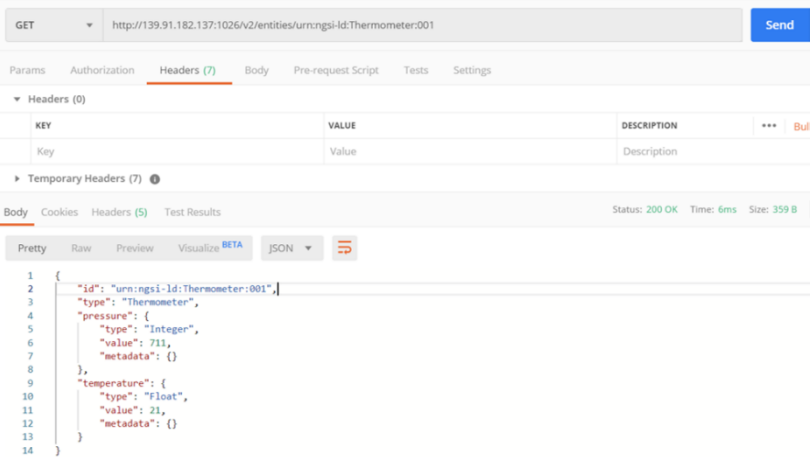 GET http://139.91.182.137:1026/v2/entities/urn:ngsi-ld:Thermometer:001 Send
Params Authorization Headers (7) Body Pre-request Script Tests Settings
Headers (0)
KEY VALUE DESCRIPTION ••• Bul
Key Value Description
Temporary Headers (7)
Body Cookies Headers (5) Test Results Status: 200 OK Time: 6ms Size: 359 B
Pretty Raw Preview Visualize BETA JSON
1 {
2 "id": "urn:ngsi-ld:Thermometer:001",
3 "type": "Thermometer",
4 "pressure": {
5 "type": "Integer",
6 "value": 711,
7 "metadata": {}
8 },
9 "temperature": {
10 "type": "Float",
11 "value": 21,
12 "metadata": {}
13 }
14 }